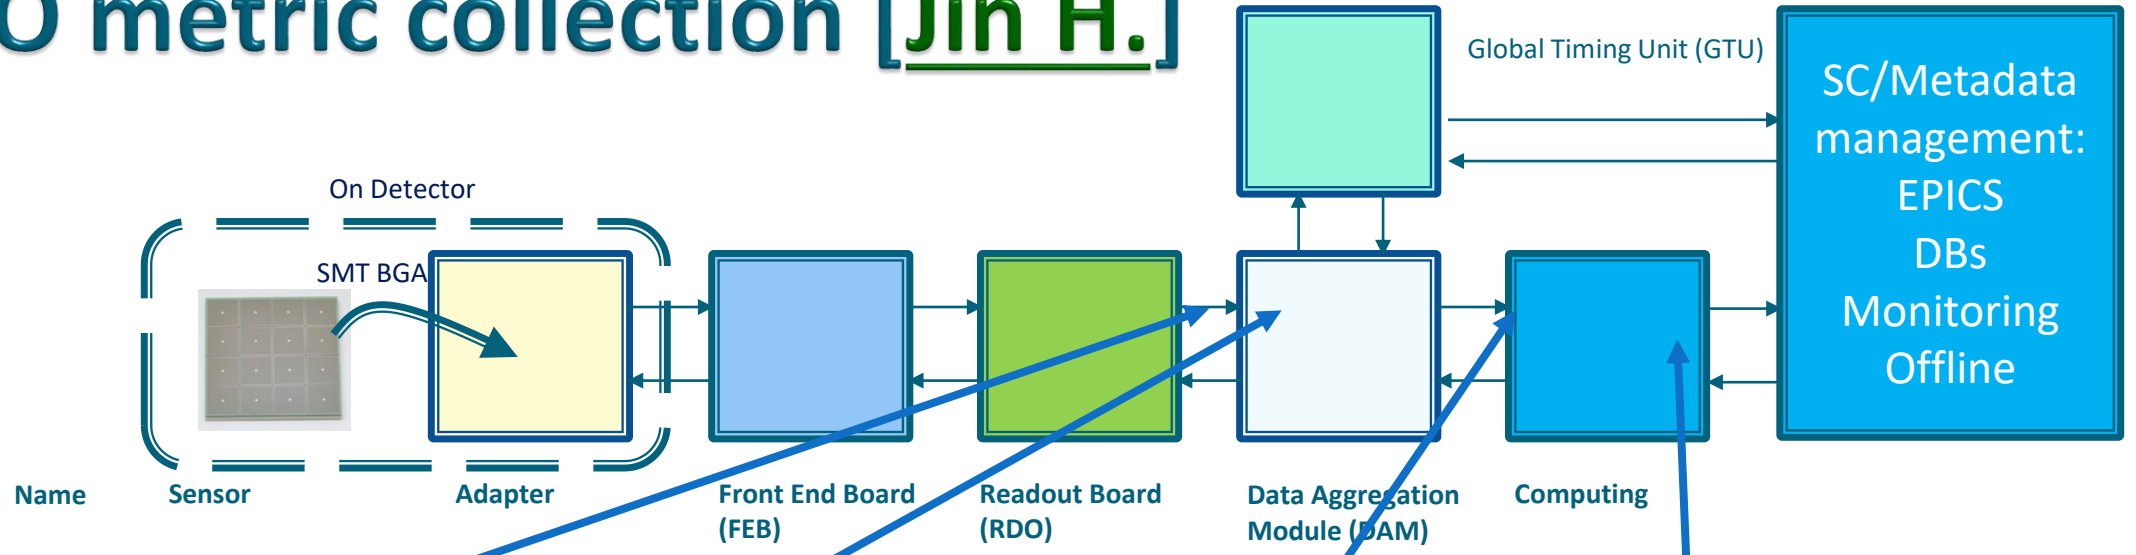 O metric collection [Jin H.]
Global Timing Unit (GTU)
SC/Metadata
management:
EPICS
DBs
Monitoring
Offline
On Detector
SMT BGA
Name
Sensor
Adapter
Front End Board
(FEB)
Readout Board
(RDO)
Data Aggregation
Module (DAM)
Computing